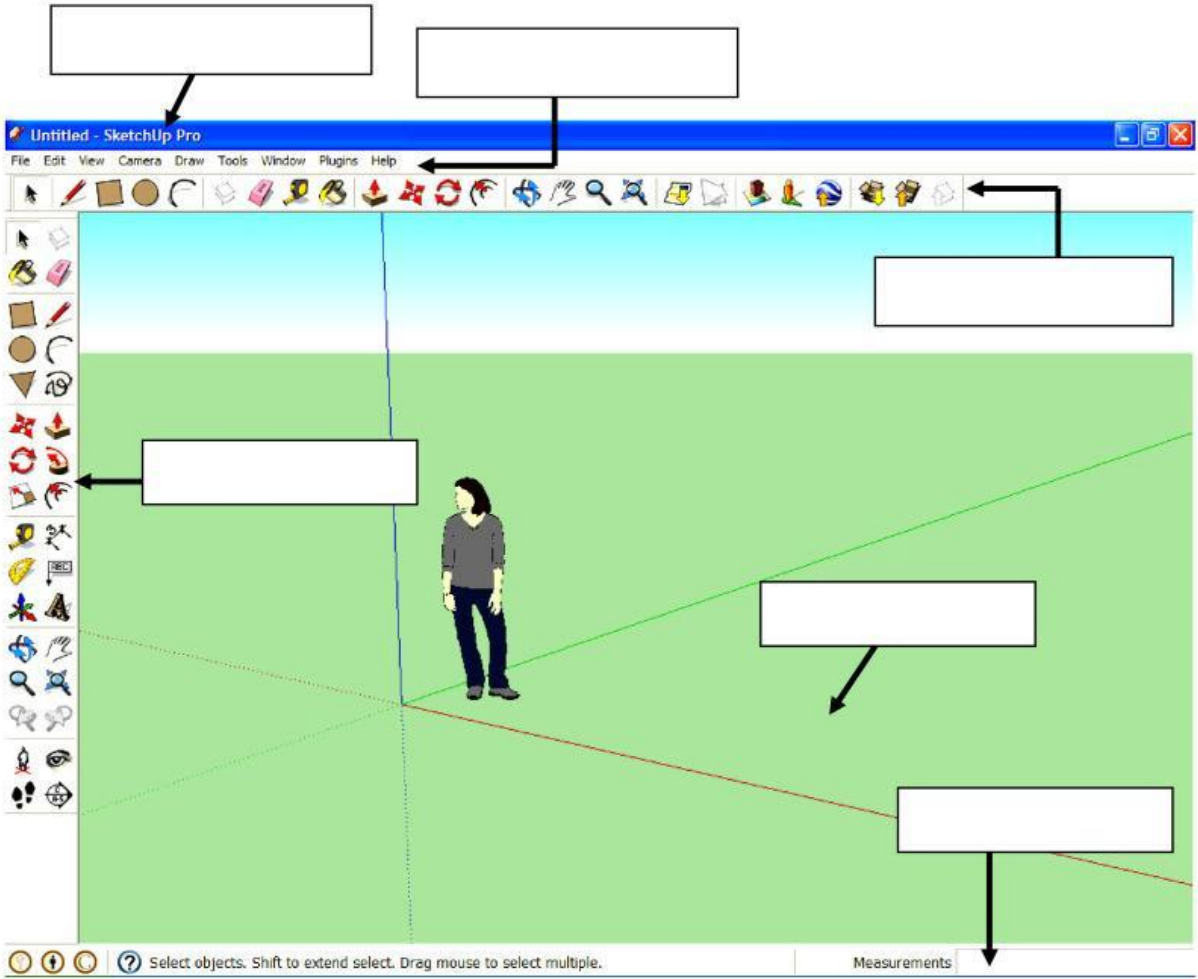 Untitled - SketchUp Pro
File Edit View Camera Draw Tools Window Plugins Help
ABC
A
Select objects. Shift to extend select. Drag mouse to select multiple.
Measurements